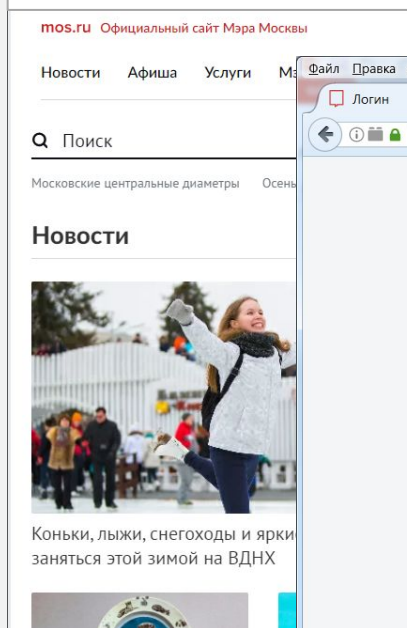 mos.ru Официальный сайт Мэра Москвы
Новости Афиша Услуги
Файл Правка
Логин
Поиск
Московские центральные диаметры Осень
Новости
Коньки, лыжи, снегоходы и
заняться этой зимой на ВДНХ